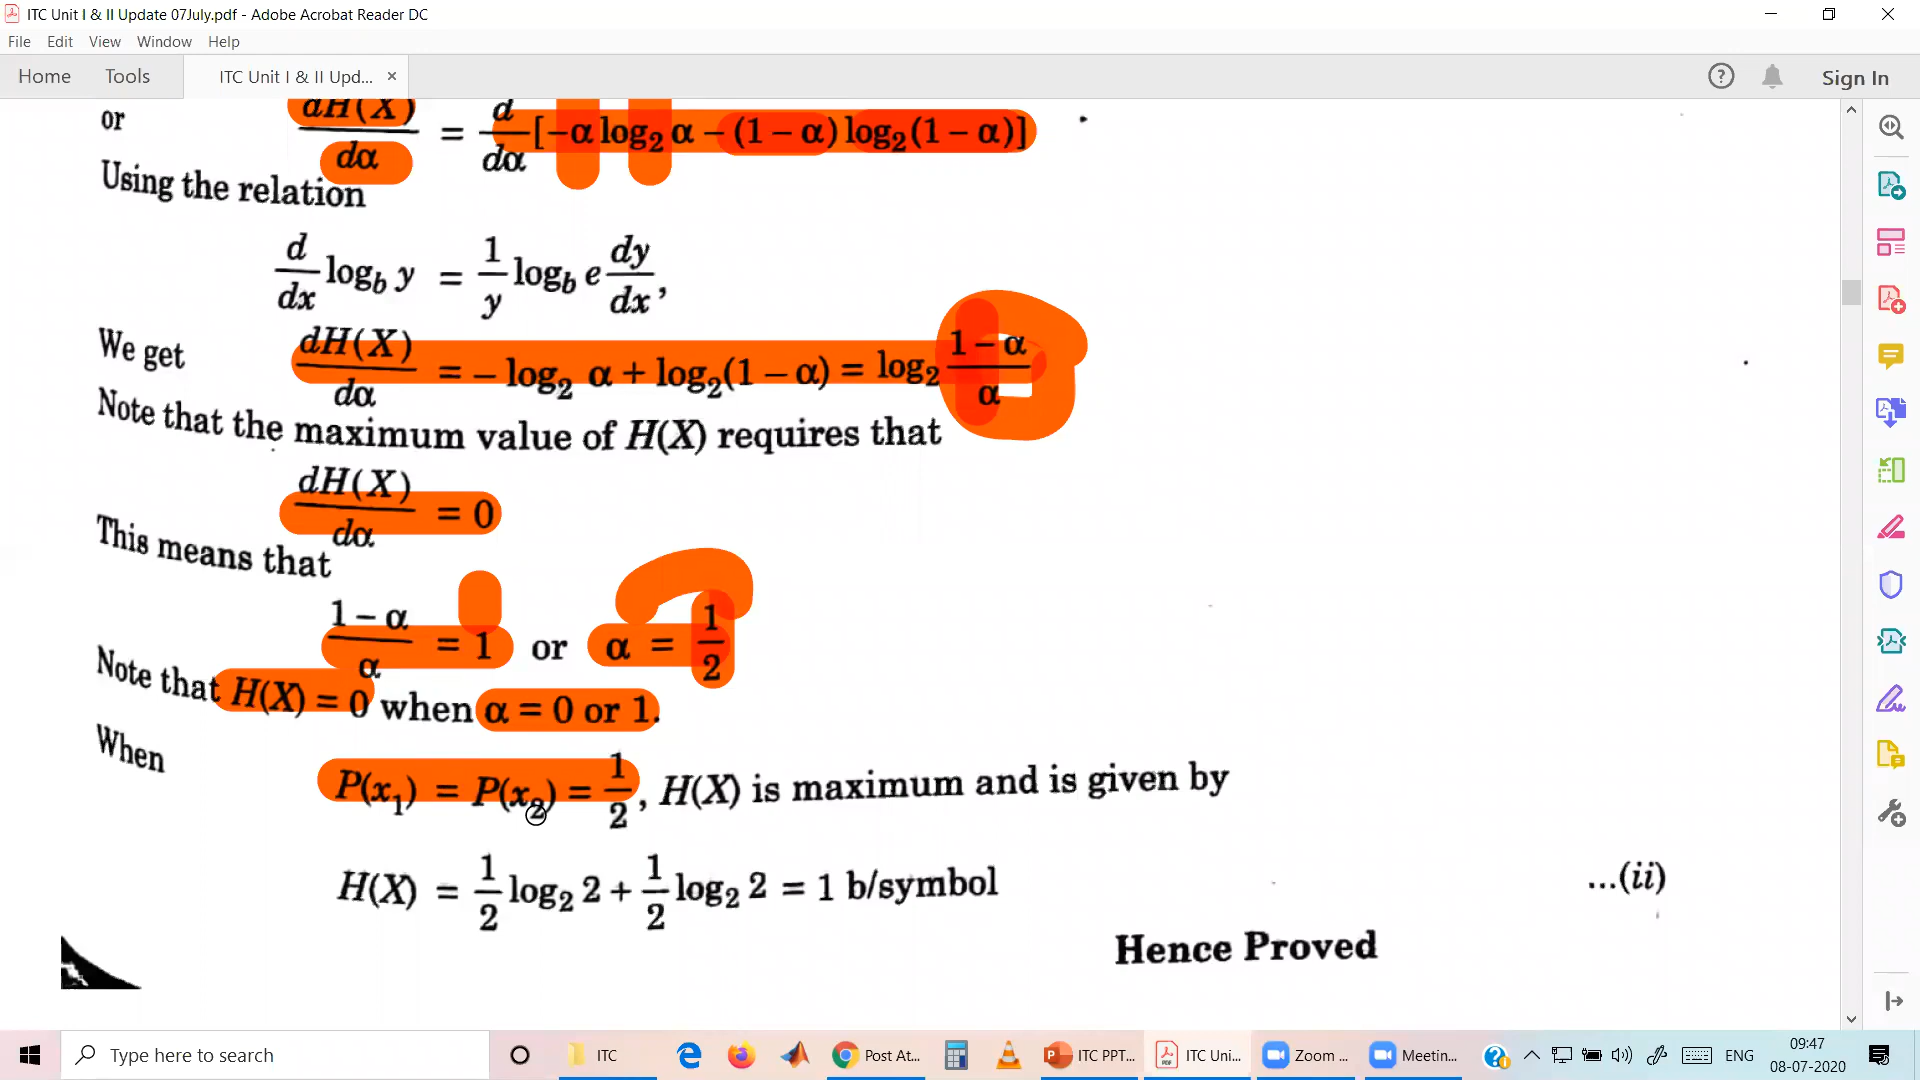 ITC Unit I & II Update 07July.pdf - Adobe Acrobat Reader DC
File Edit View Window Help
Home Tools ITC Unit I & II Upd... × Sign In
or dH(X)/dα = d/dα [−α log₂ α − (1 − α) log₂(1 − α)]
Using the relation
d/dx log_b y = 1/y log_b e dy/dx,
We get dH(X)/dα = − log₂ α + log₂(1 − α) = log₂ (1 − α)/α
Note that the maximum value of H(X) requires that
dH(X)/dα = 0
This means that
(1 − α)/α = 1 or α = 1/2
Note that H(X) = 0 when α = 0 or 1.
When
P(x₁) = P(x₂) = 1/2, H(X) is maximum and is given by
H(X) = 1/2 log₂ 2 + 1/2 log₂ 2 = 1 b/symbol ...(ii)
Hence Proved
Type here to search ITC Post At... ITC PPT... ITC Uni... Zoom ... Meetin... ENG 09:47
08-07-2020